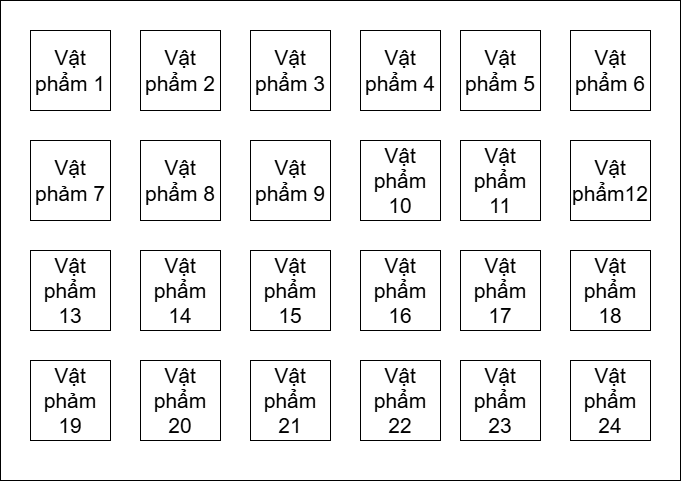 Vật
phẩm 1
Vật
phẩm 2
Vật
phẩm 3
Vật
phẩm 4
Vật
phẩm 5
Vật
phẩm 6
Vật
phảm 7
Vật
phẩm 8
Vật
phẩm 9
Vật
phẩm
10
Vật
phẩm
11
Vật
phẩm12
Vật
phẩm
13
Vật
phẩm
14
Vật
phẩm
15
Vật
phẩm
16
Vật
phẩm
17
Vật
phẩm
18
Vật
phảm
19
Vật
phẩm
20
Vật
phẩm
21
Vật
phẩm
22
Vật
phẩm
23
Vật
phẩm
24